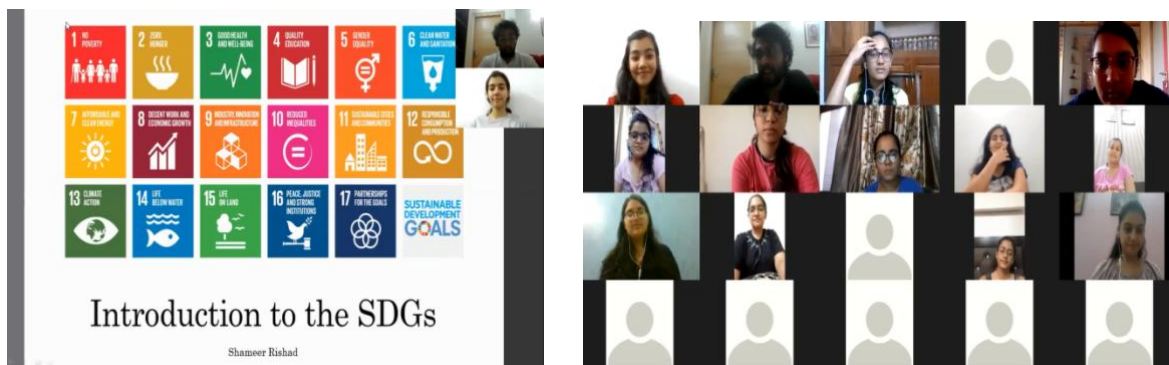 1 NO
POVERTY
2 ZERO
HUNGER
3 GOOD HEALTH
AND WELL-BEING
4 QUALITY
EDUCATION
5 GENDER
EQUALITY
6 CLEAN WATER
AND SANITATION
7 AFFORDABLE AND
CLEAN ENERGY
8 DECENT WORK AND
ECONOMIC GROWTH
9 INDUSTRY, INNOVATION
AND INFRASTRUCTURE
10 REDUCED
INEQUALITIES
11 SUSTAINABLE CITIES
AND COMMUNITIES
12 RESPONSIBLE
CONSUMPTION
AND PRODUCTION
13 CLIMATE
ACTION
14 LIFE
BELOW WATER
15 LIFE
ON LAND
16 PEACE, JUSTICE
AND STRONG
INSTITUTIONS
17 PARTNERSHIPS
FOR THE GOALS
SUSTAINABLE
DEVELOPMENT
GOALS
Introduction to the SDGs
Shameer Rishad